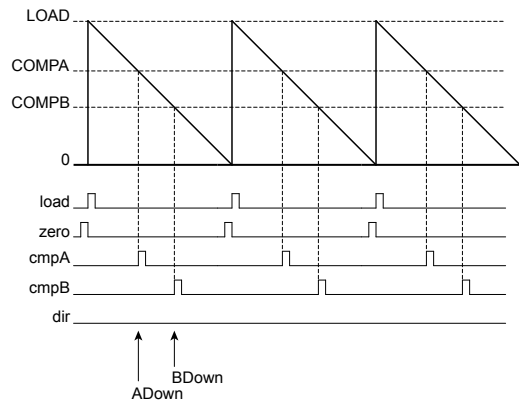 LOAD
COMPA
COMPB
0
load
zero
cmpA
cmpB
dir
BDown
ADown